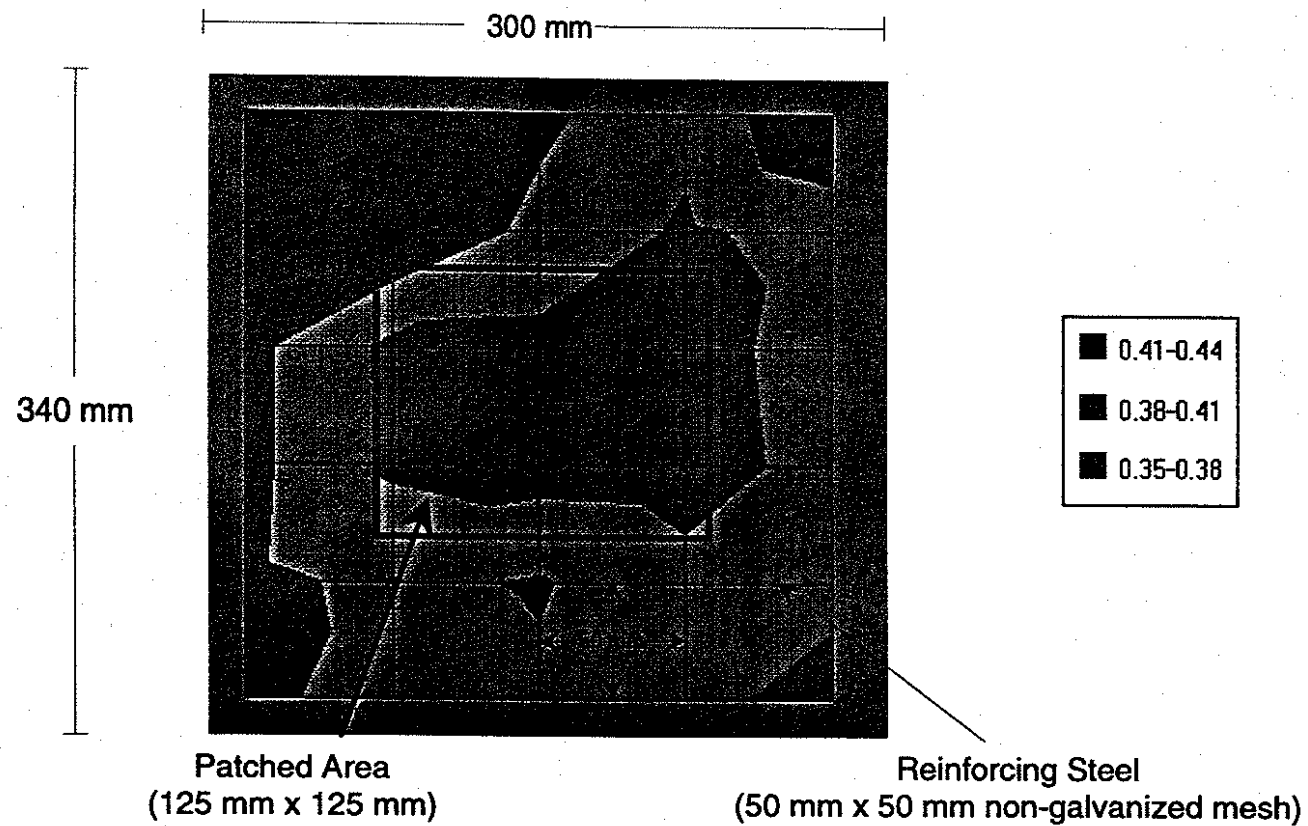 300 mm
340 mm
0.41-0.44
0.38-0.41
0.35-0.38
Patched Area
(125 mm x 125 mm)
Reinforcing Steel
(50 mm x 50 mm non-galvanized mesh)